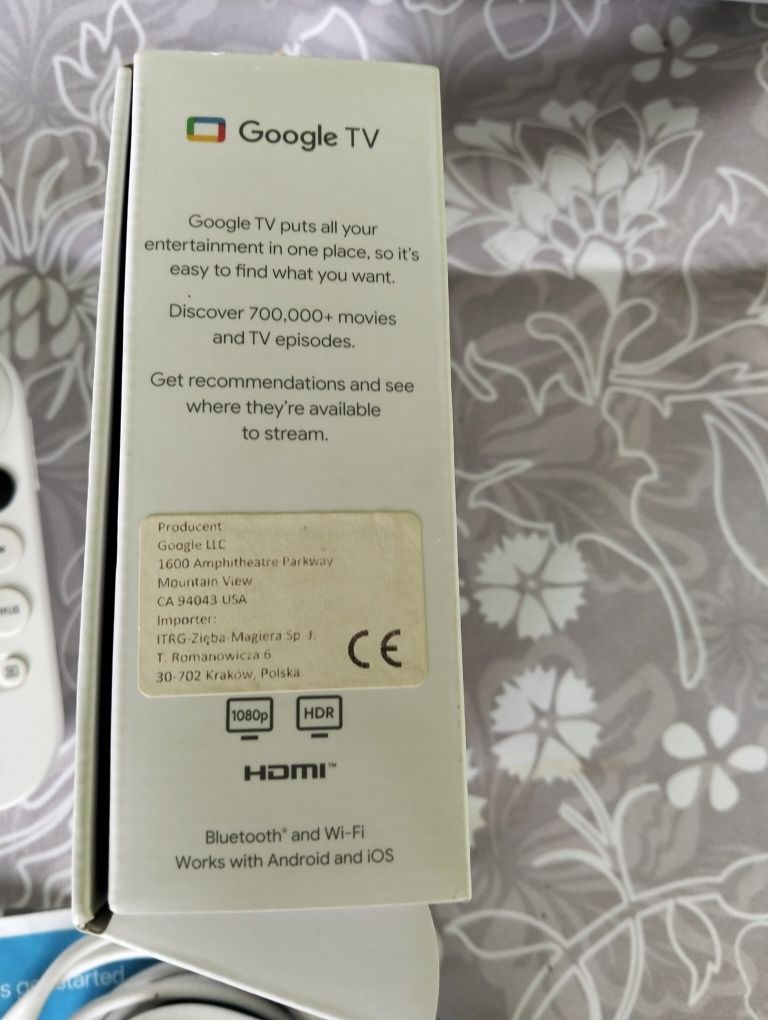 Google TV
Google TV puts all your
entertainment in one place, so it's
easy to find what you want.
Discover 700,000+ movies
and TV episodes.
Get recommendations and see
where they're available
to stream.
Producent
Google LLC
1600 Amphitheatre Parkway
Mountain View
CA 94043 USA
Importer:
ITRG-Zięba-Magiera Sp. J.
T. Romanowicza 6
30-702 Kraków, Polska
CE
1080p
HDR
HDMI™
Bluetooth® and Wi-Fi
Works with Android and iOS
started